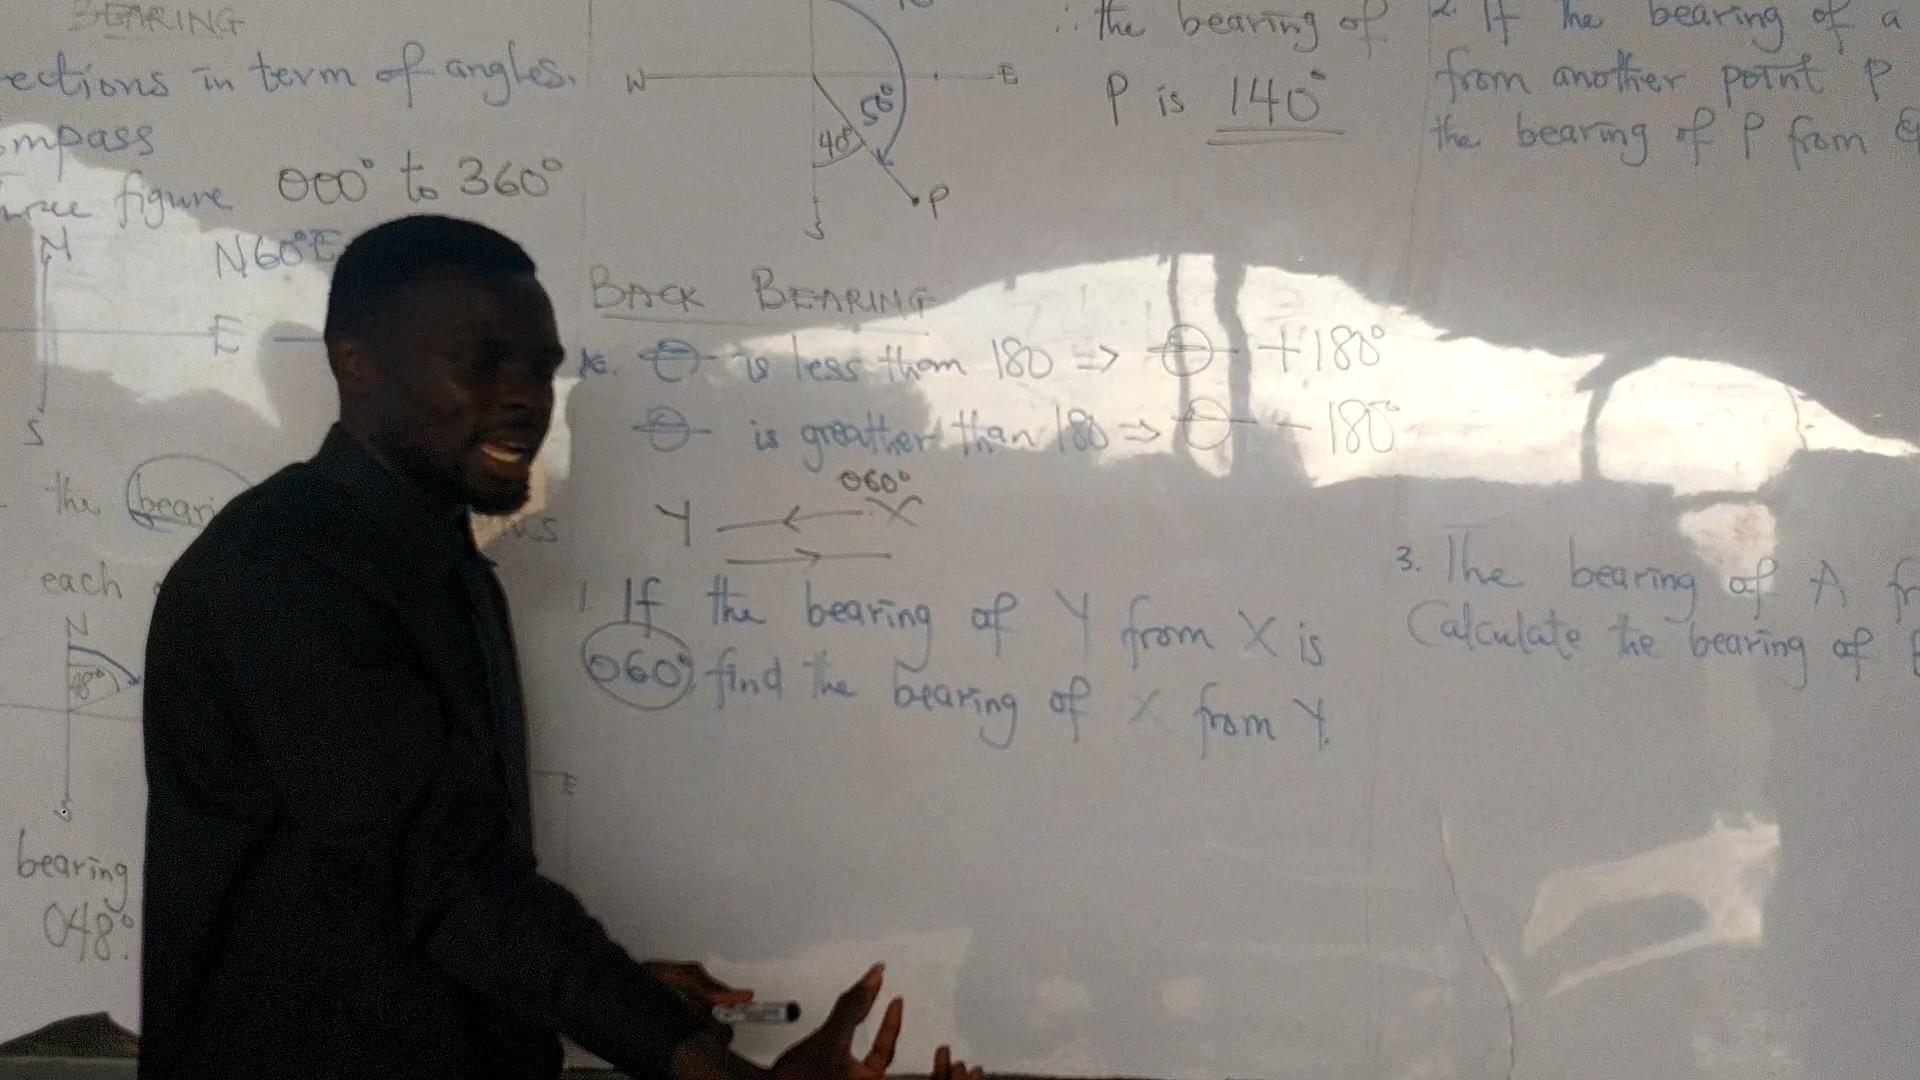 BEARING
ections in term of angles.
mpass
figure 000° to 360°
N
N60°E
E
S
the beari
each
N
48°
bearing
048°.
W
E
50°
40°
P
S
∴ the bearing of
P is 140°
BACK BEARING
θ is less than 180 => θ + 180°
θ is greatther than 180 => θ - 180°
060°
Y X
1. If the bearing of Y from X is
060°, find the bearing of X from Y.
E
2. If the bearing of a
from another point P
the bearing of P from Q
3. The bearing of A fr
Calculate the bearing of